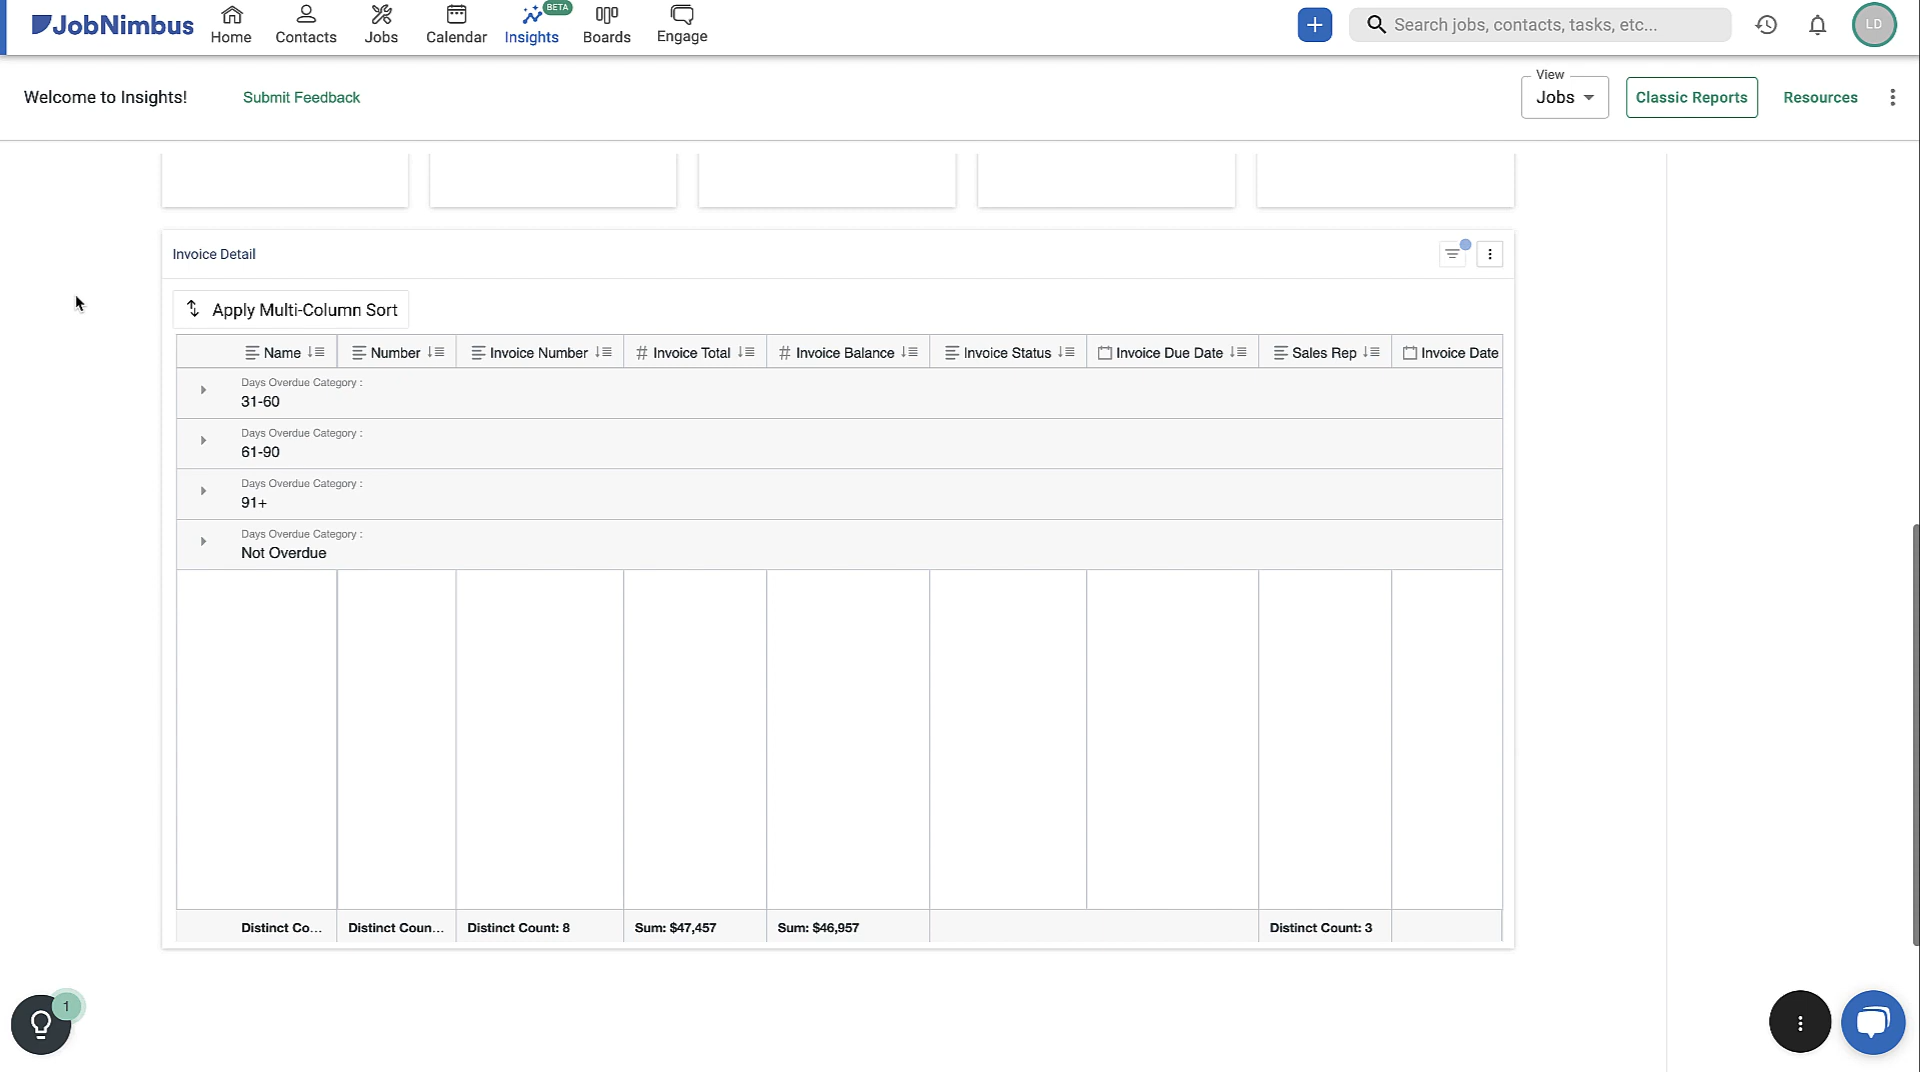 JobNimbus
Home
Contacts
Jobs
Calendar
BETA
Insights
Boards
Engage
Search jobs, contacts, tasks, etc...
LD
Welcome to Insights!
Submit Feedback
View
Jobs
Classic Reports
Resources
Invoice Detail
Apply Multi-Column Sort
Name
Number
Invoice Number
# Invoice Total
# Invoice Balance
Invoice Status
Invoice Due Date
Sales Rep
Invoice Date
Days Overdue Category :
31-60
Days Overdue Category :
61-90
Days Overdue Category :
91+
Days Overdue Category :
Not Overdue
Distinct Co...
Distinct Coun...
Distinct Count: 8
Sum: $47,457
Sum: $46,957
Distinct Count: 3
1